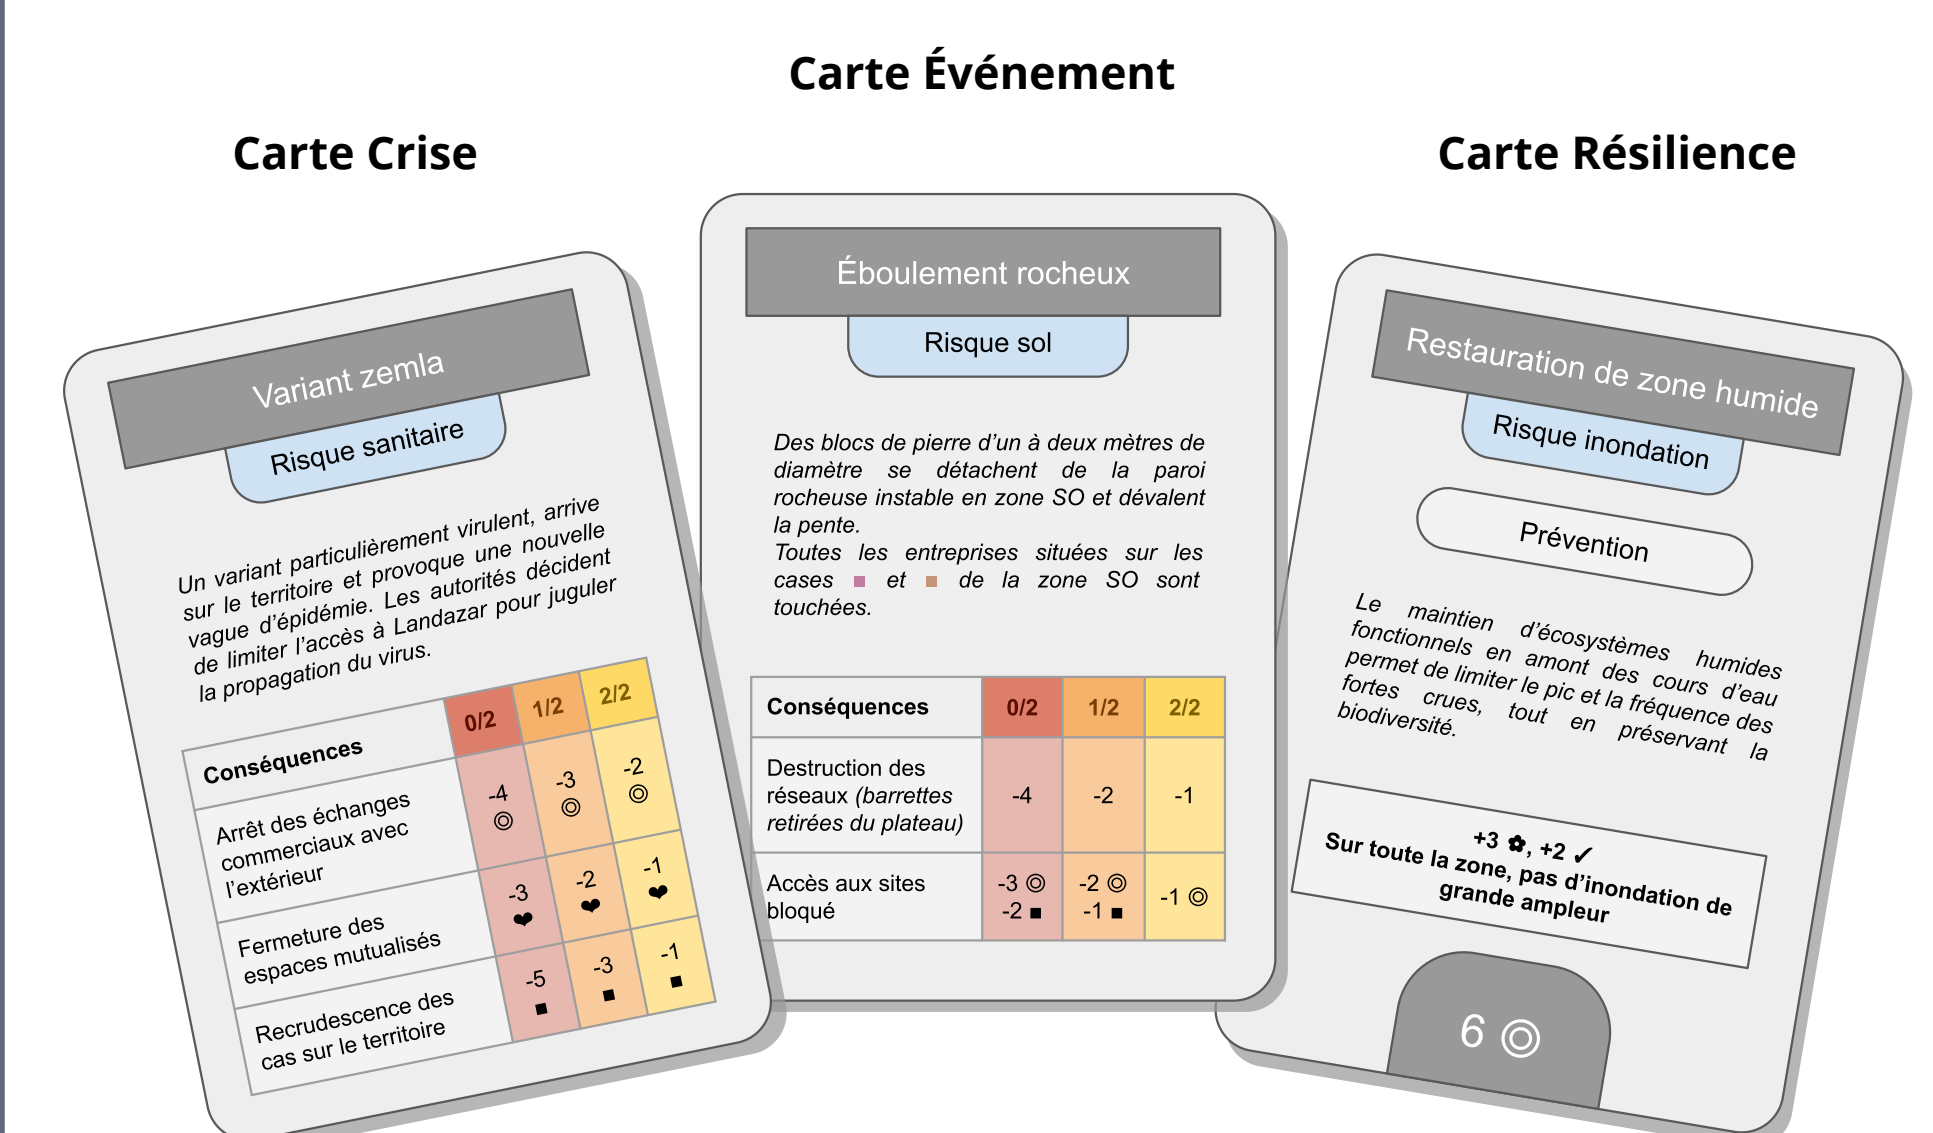 Carte Événement
Carte Crise
Carte Résilience
Variant zemla
Risque sanitaire
Un variant particulièrement virulent, arrive
sur le territoire et provoque une nouvelle
vague d'épidémie. Les autorités décident
de limiter l'accès à Landazar pour juguler
la propagation du virus.
Conséquences 0/2 1/2 2/2
Arrêt des échanges
commerciaux avec
l'extérieur
-4 ◎ -3 ◎ -2 ◎
Fermeture des
espaces mutualisés
-3 ❤ -2 ❤ -1 ❤
Recrudescence des
cas sur le territoire
-5 ■ -3 ■ -1 ■
Éboulement rocheux
Risque sol
Des blocs de pierre d'un à deux mètres de
diamètre se détachent de la paroi
rocheuse instable en zone SO et dévalent
la pente.
Toutes les entreprises situées sur les
cases ■ et ■ de la zone SO sont
touchées.
Conséquences 0/2 1/2 2/2
Destruction des
réseaux (barrettes
retirées du plateau)
-4 -2 -1
Accès aux sites
bloqué
-3 ◎ -2 ◎ -1 ◎
-2 ■ -1 ■
Restauration de zone humide
Risque inondation
Prévention
Le maintien d'écosystèmes humides
fonctionnels en amont des cours d'eau
permet de limiter le pic et la fréquence des
fortes crues, tout en préservant la
biodiversité.
+3 ✿, +2 ✓
Sur toute la zone, pas d'inondation de
grande ampleur
6 ◎